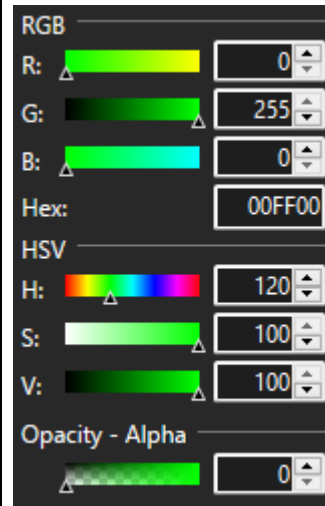 RGB
R: 0
G: 255
B: 0
Hex: 00FF00
HSV
H: 120
S: 100
V: 100
Opacity - Alpha
0